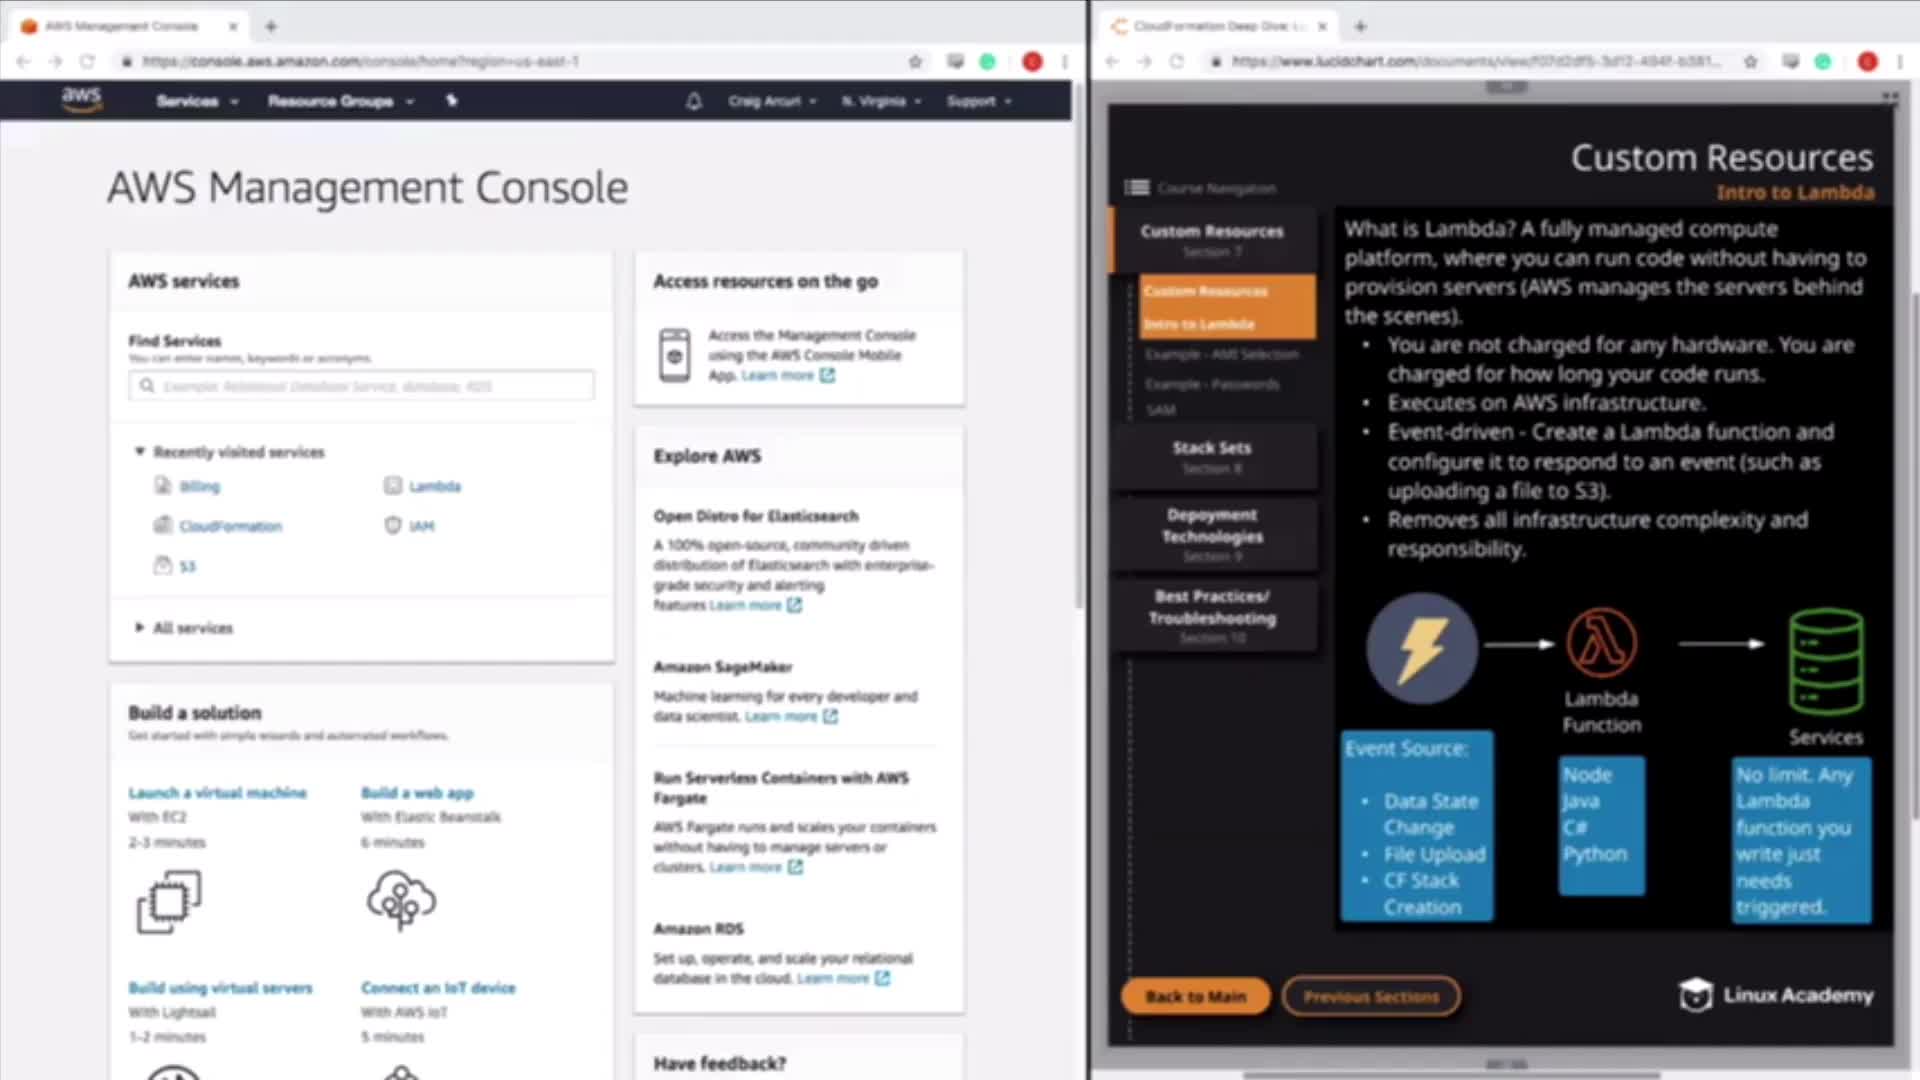 AWS Management Console
https://console.aws.amazon.com/console/home?region=us-east-1
aws
Services
Resource Groups
Craig Arcuri
N. Virginia
Support
AWS Management Console
AWS services
Find Services
You can enter names, keywords or acronyms.
Example: Relational Database Service, database, RDS
Recently visited services
Billing
Lambda
CloudFormation
IAM
S3
All services
Build a solution
Get started with simple wizards and automated workflows.
Launch a virtual machine
With EC2
2-3 minutes
Build a web app
With Elastic Beanstalk
6 minutes
Build using virtual servers
With Lightsail
1-2 minutes
Connect an IoT device
With AWS IoT
5 minutes
Access resources on the go
Access the Management Console
using the AWS Console Mobile
App. Learn more
Explore AWS
Open Distro for Elasticsearch
A 100% open-source, community driven
distribution of Elasticsearch with enterprise-
grade security and alerting
features Learn more
Amazon SageMaker
Machine learning for every developer and
data scientist. Learn more
Run Serverless Containers with AWS
Fargate
AWS Fargate runs and scales your containers
without having to manage servers or
clusters. Learn more
Amazon RDS
Set up, operate, and scale your relational
database in the cloud. Learn more
Have feedback?
CloudFormation Deep Dive:
https://www.lucidchart.com/documents/view/
Custom Resources
Intro to Lambda
Course Navigation
Custom Resources
Section 7
Custom Resources
Intro to Lambda
Example - AMI Selection
Example - Passwords
SAM
Stack Sets
Section 8
Depoyment
Technologies
Section 9
Best Practices/
Troubleshooting
Section 10
What is Lambda? A fully managed compute
platform, where you can run code without having to
provision servers (AWS manages the servers behind
the scenes).
• You are not charged for any hardware. You are
charged for how long your code runs.
• Executes on AWS infrastructure.
• Event-driven - Create a Lambda function and
configure it to respond to an event (such as
uploading a file to S3).
• Removes all infrastructure complexity and
responsibility.
Lambda
Function
Services
Event Source:
• Data State
Change
• File Upload
• CF Stack
Creation
Node
Java
C#
Python
No limit. Any
Lambda
function you
write just
needs
triggered.
Back to Main
Previous Sections
Linux Academy